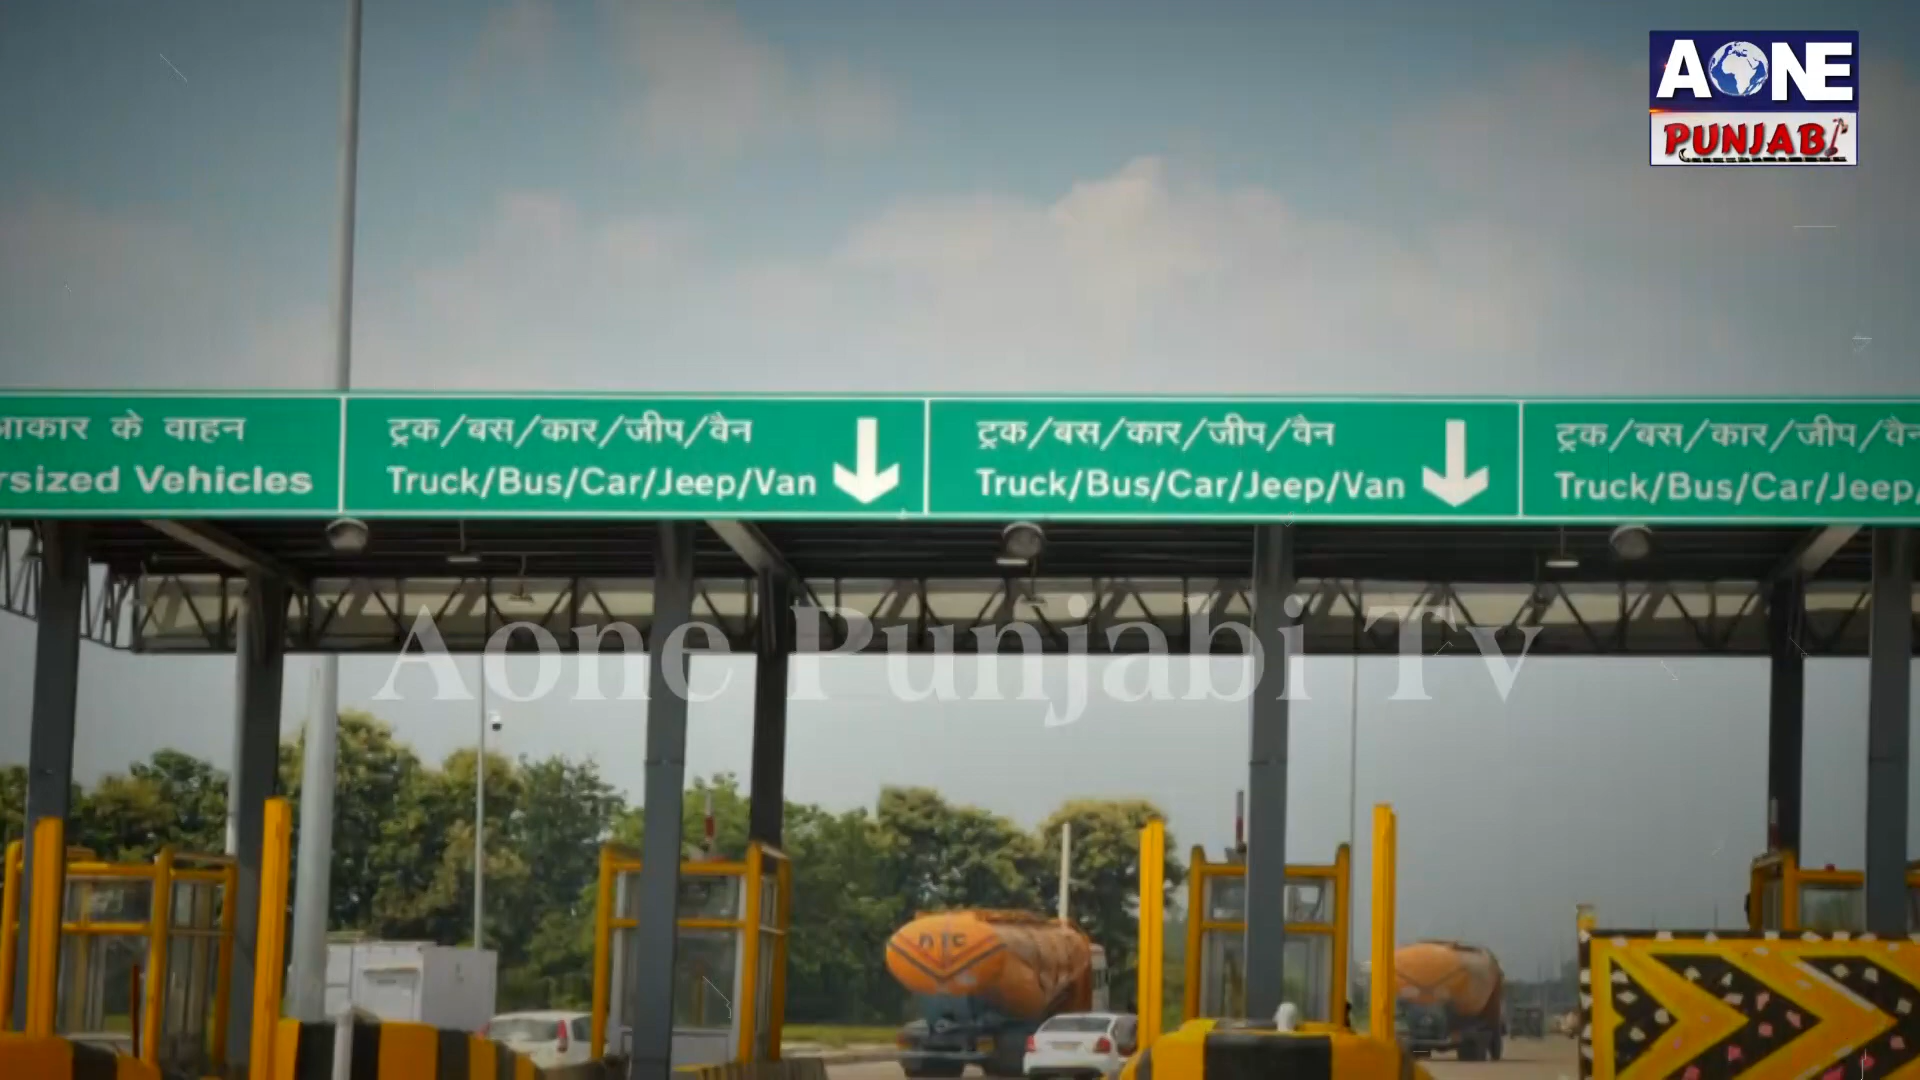 AONE
PUNJABI
आकार के वाहन
rsized Vehicles
ट्रक/बस/कार/जीप/वैन
Truck/Bus/Car/Jeep/Van
ट्रक/बस/कार/जीप/वैन
Truck/Bus/Car/Jeep/Van
ट्रक/बस/कार/जीप/वैन
Truck/Bus/Car/Jeep/
Aone Punjabi Tv